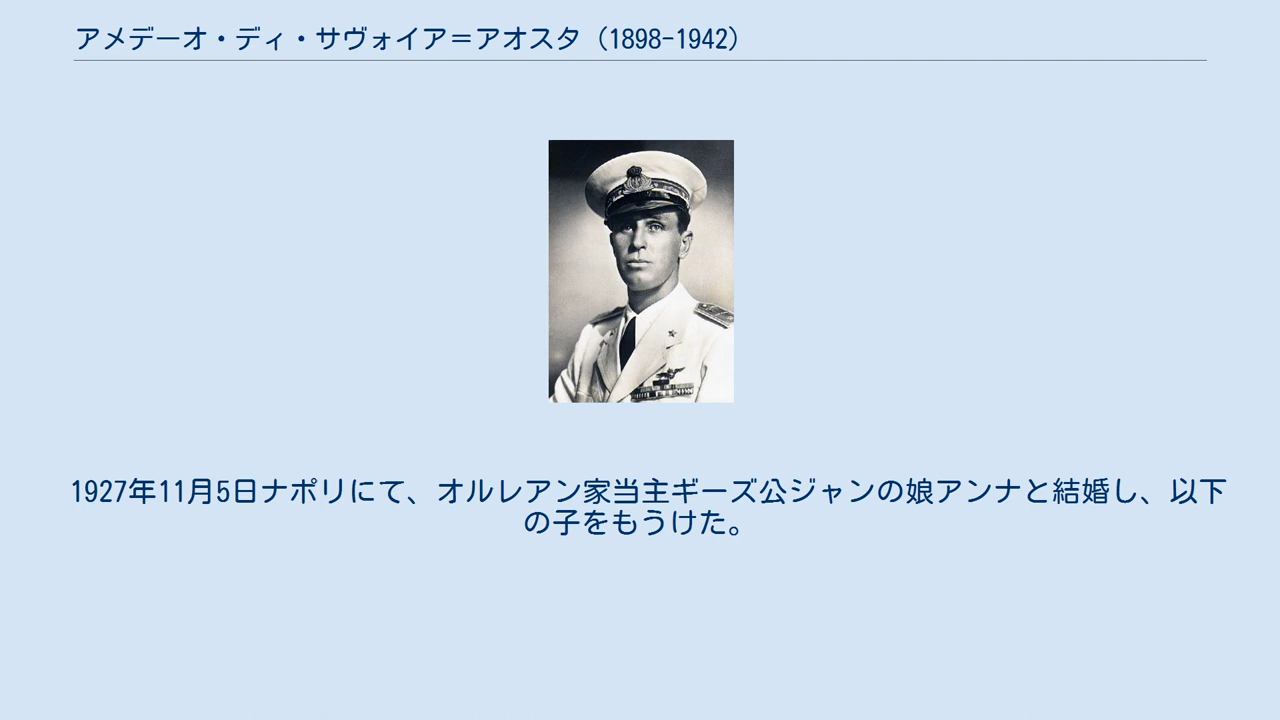 アメデーオ・ディ・サヴォイア＝アオスタ（1898-1942）
1927年11月5日ナポリにて、オルレアン家当主ギーズ公ジャンの娘アンナと結婚し、以下
の子をもうけた。